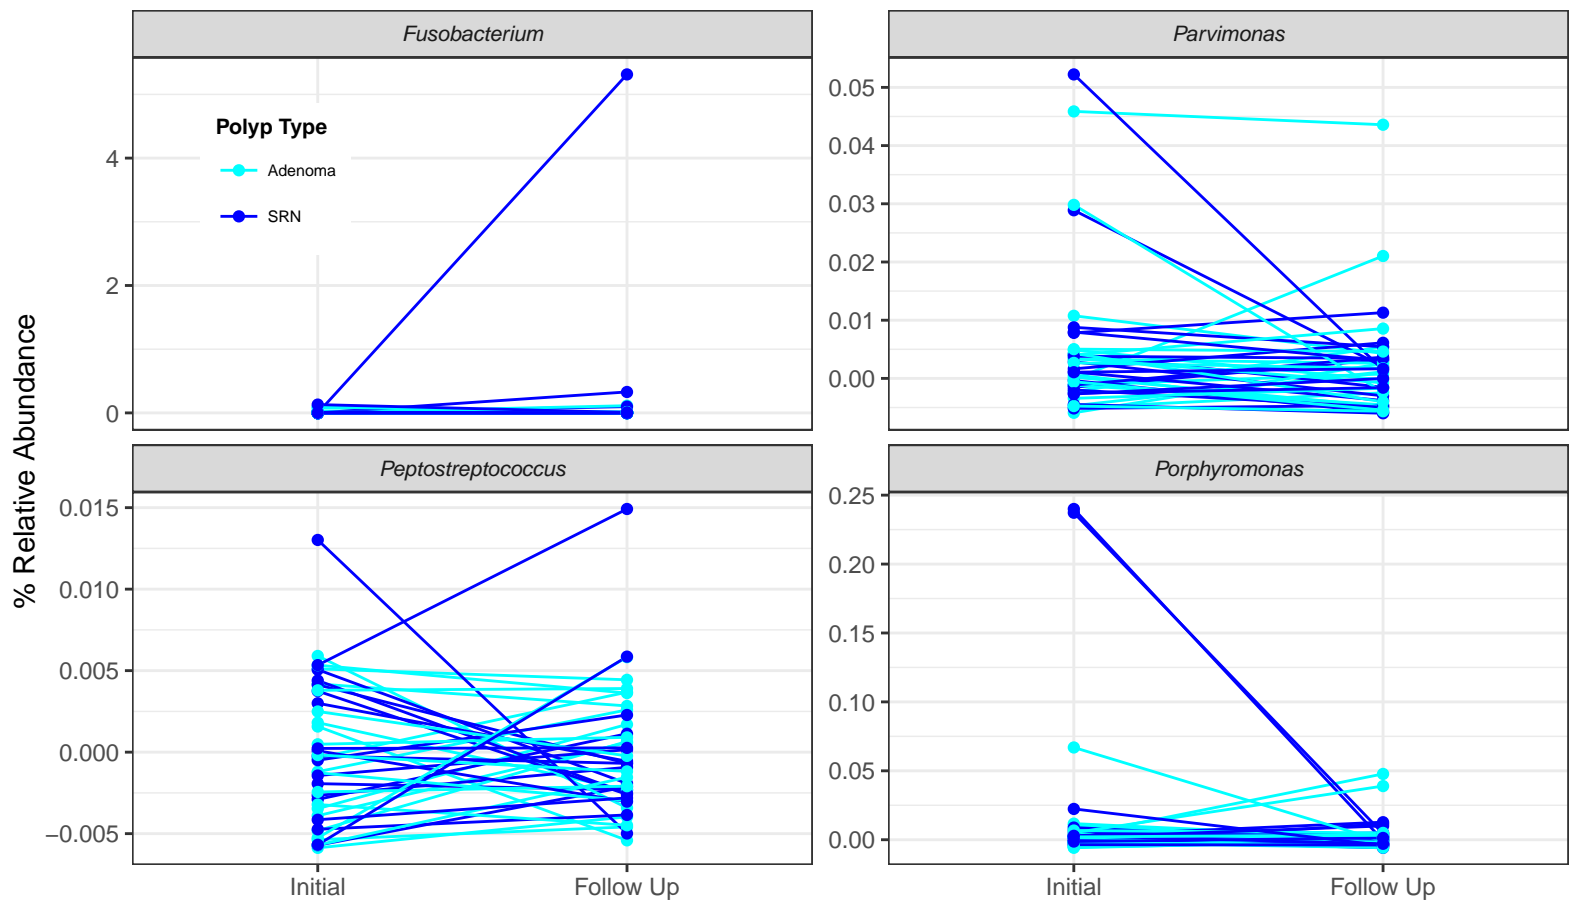 Fusobacterium
Parvimonas
% Relative Abundance
4
2
0
Polyp Type
Adenoma
SRN
0.05
0.04
0.03
0.02
0.01
0.00
Peptostreptococcus
Porphyromonas
0.015
0.010
0.005
0.000
−0.005
0.25
0.20
0.15
0.10
0.05
0.00
Initial
Follow Up
Initial
Follow Up